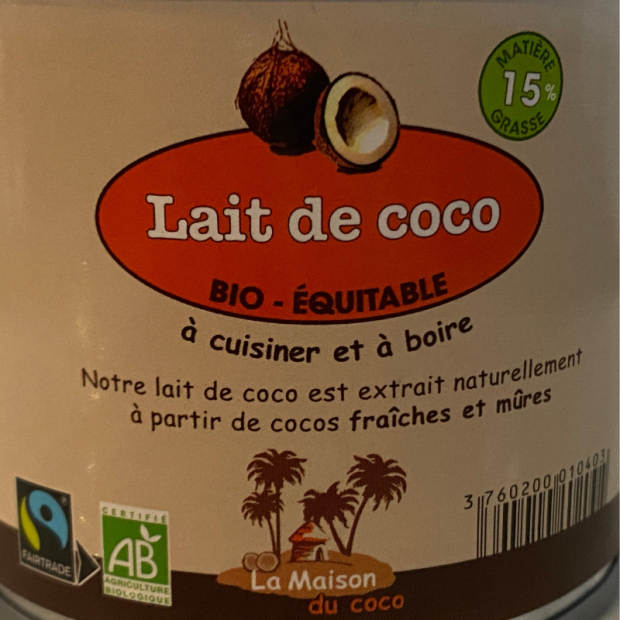 MATIÈRE
15%
GRASSE
Lait de coco
BIO - ÉQUITABLE
à cuisiner et à boire
Notre lait de coco est extrait naturellement
à partir de cocos fraîches et mûres
3 760200 010403
FAIRTRADE
CERTIFIÉ
AB
AGRICULTURE
BIOLOGIQUE
La Maison
du coco